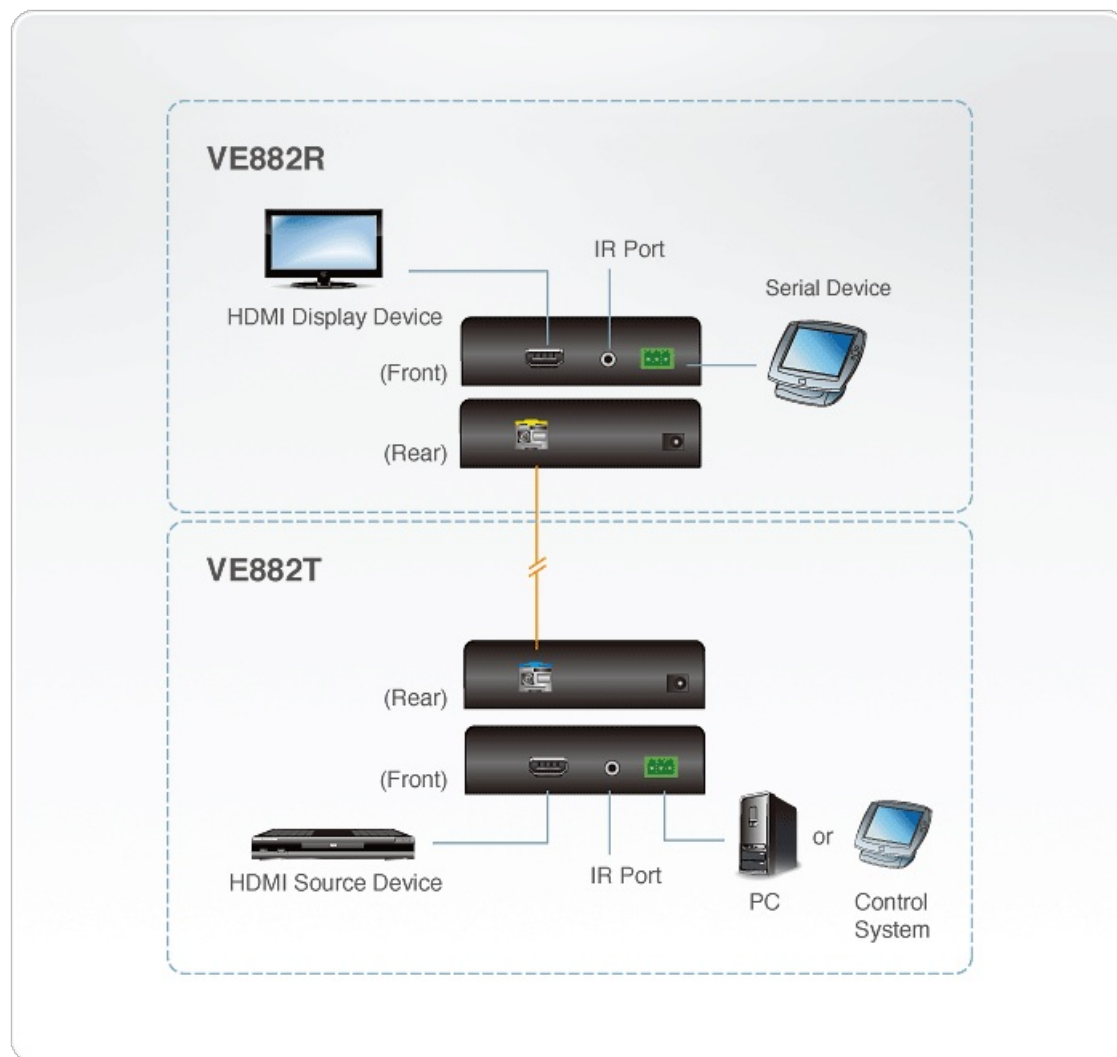 VE882R
IR Port
Serial Device
HDMI Display Device
(Front)
(Rear)
VE882T
(Rear)
(Front)
HDMI Source Device
IR Port
or
PC
Control
System